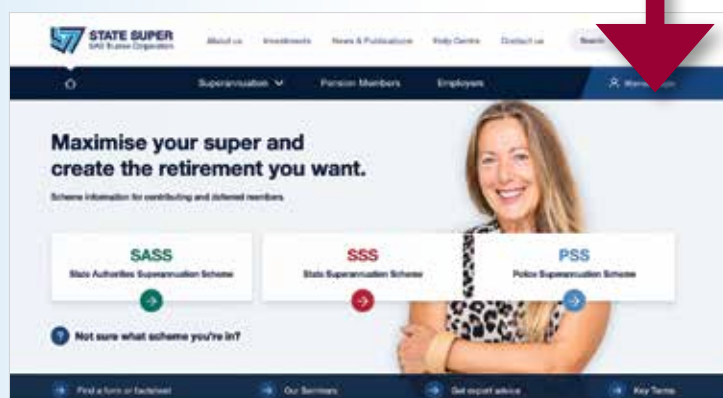 STATE SUPER
SAS Trustee Corporation
About us Investments News & Publications Help Centre Contact us Search
Superannuation Pension Members Employers
Maximise your super and
create the retirement you want.
Scheme information for contributing and deferred members
SASS SSS PSS
State Authorities Superannuation Scheme State Superannuation Scheme Police Superannuation Scheme
? Not sure what scheme you're in?
Find a form or factsheet Our Seminars Get expert advice Key Terms